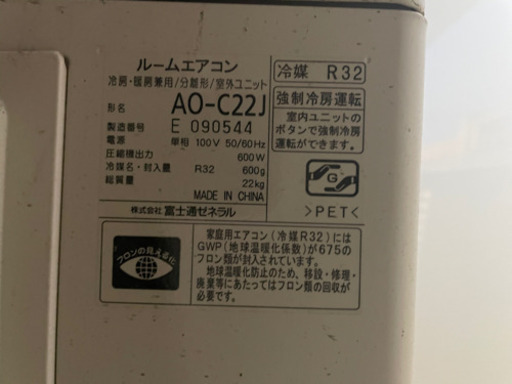 ルームエアコン
冷房・暖房兼用/分離形/室外ユニット
形名 AO-C22J
製造番号 E 090544
電源 単相 100V 50/60Hz
圧縮機出力 600W
冷媒名・封入量 R32 600g
総質量 22kg
MADE IN CHINA
株式会社 富士通ゼネラル
冷媒 R32
強制冷房運転
室内ユニットの
ボタンで強制冷房
運転ができます。
G
>PET<
フロンの見える化
家庭用エアコン(冷媒R32)には
GWP(地球温暖化係数)が675の
フロン類が封入されています。
地球温暖化防止のため、移設・修理・
廃棄等にあたってはフロン類の回収が
必要です。